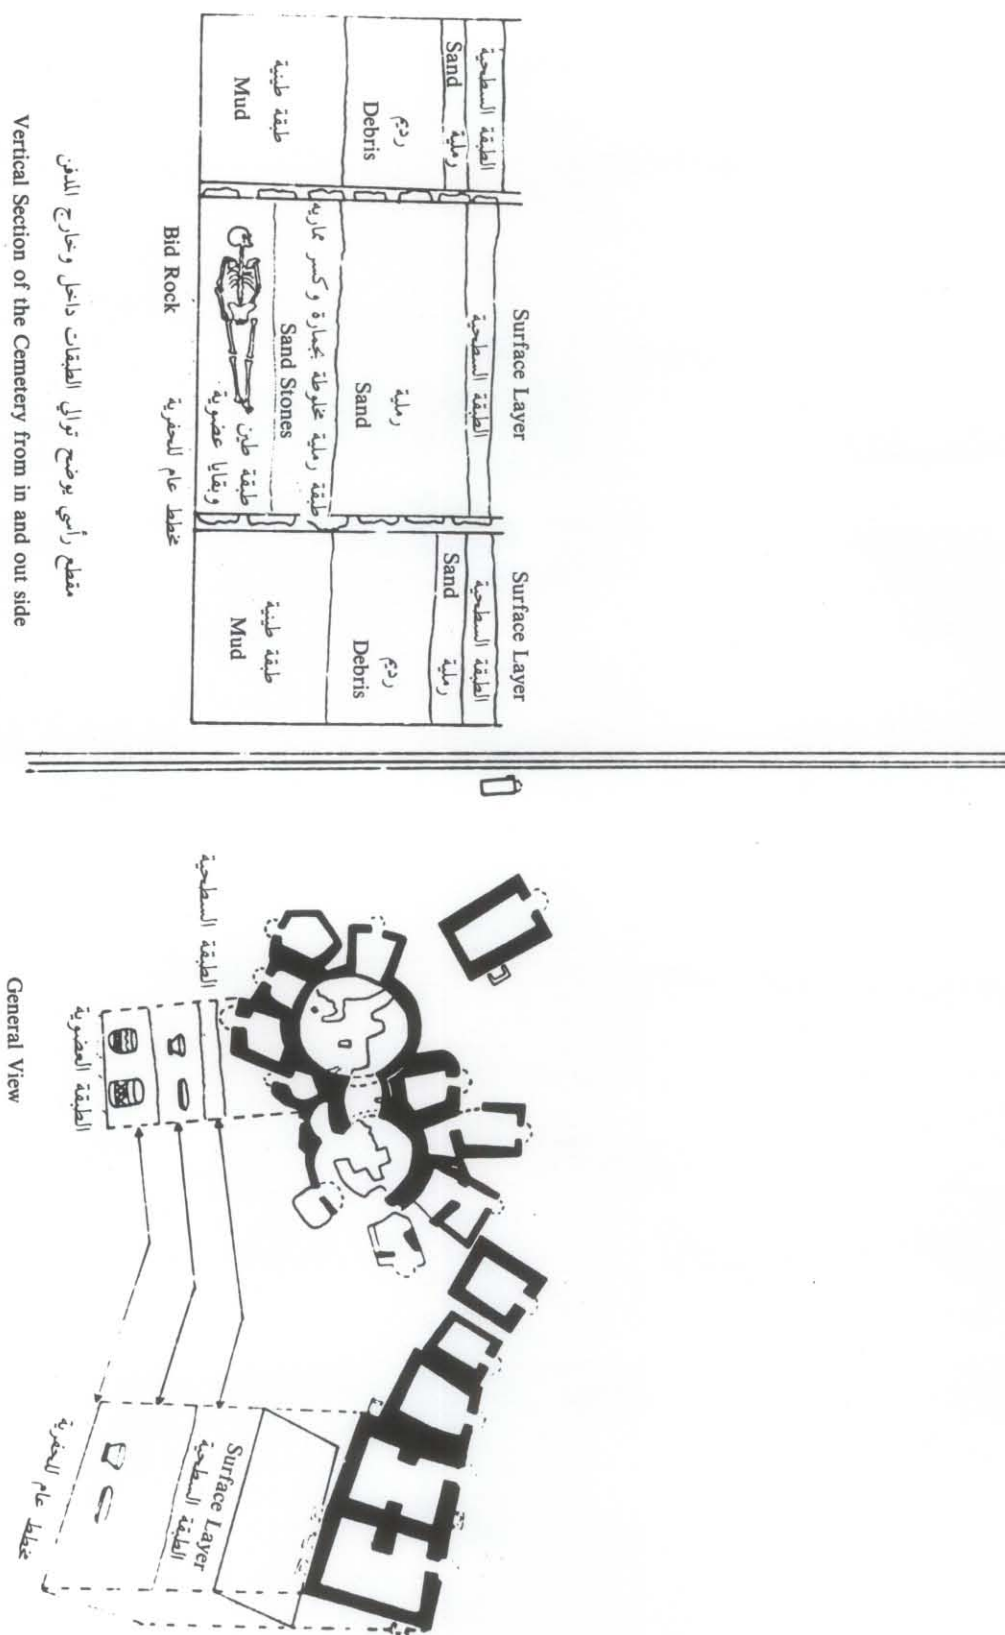 Surface Layer
Surface Layer
الطبقة السطحية
الطبقة السطحية
الطبقة السطحية
Sand رملية
رملية
Sand
Sand رملية
رديم
Debris
رديم
Debris
طبقة رملية مخلوطة بحجارة وكسر
Sand Stones
طبقة طينية
Mud
طبقة طين
وبقايا عضوية
طبقة طينية
Mud
Bid Rock
مخطط عام للحفرية
مقطع رأسي يوضح توالي الطبقات داخل وخارج المدفن
Vertical Section of the Cemetery from in and out side
الطبقة السطحية
الطبقة العضوية
Surface Layer
الطبقة السطحية
مخطط عام للحفرية
General View